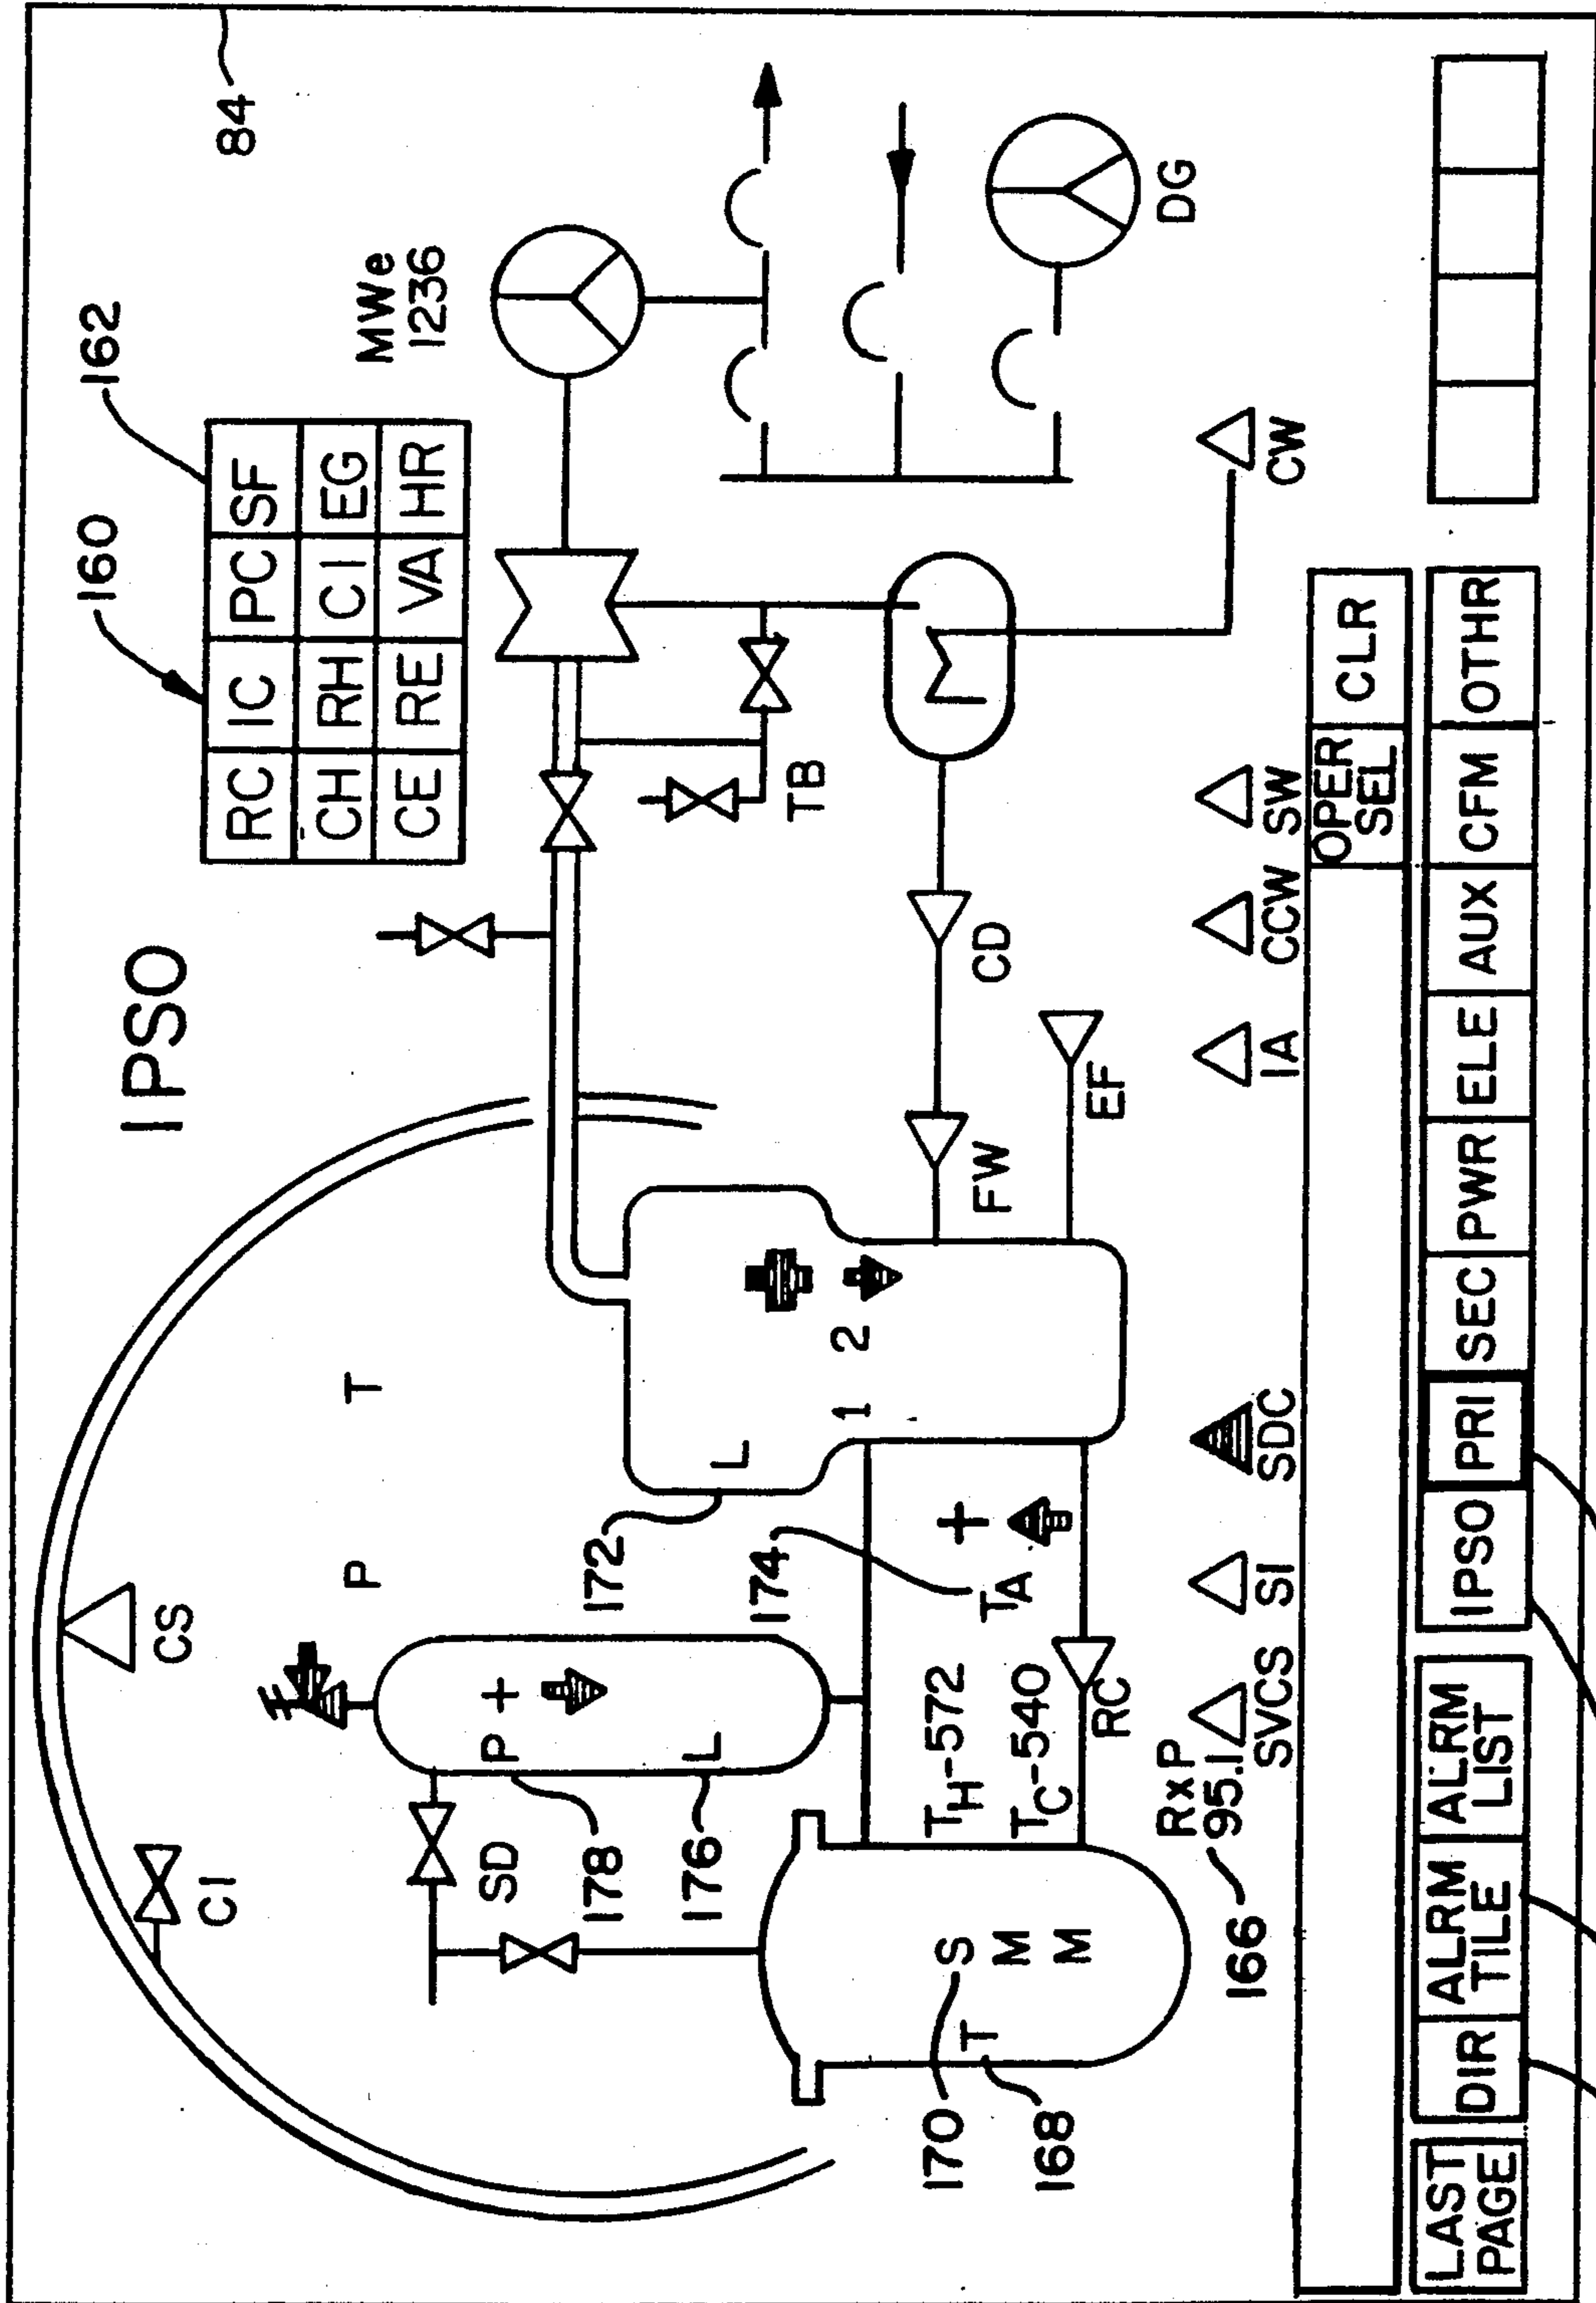 84
IPSO
160
162
RC IC PC SF
CH RH CI EG
CE RE VA HR
MWe
1236
CS
CI
P T
SD
P +
178
L
176
172
L
1 2
174
TA
+
TH-572
TC-540
RC
170
S
M
M
T
168
RxP
95.1
166
TB
CD
FW
EF
DG
CW
SVCS SI SDC IA CCW SW
OPER
SEL
CLR
LAST
PAGE
DIR
ALRM
TILE
ALRM
LIST
IPSO PRI SEC PWR ELE AUX CFM OTHR